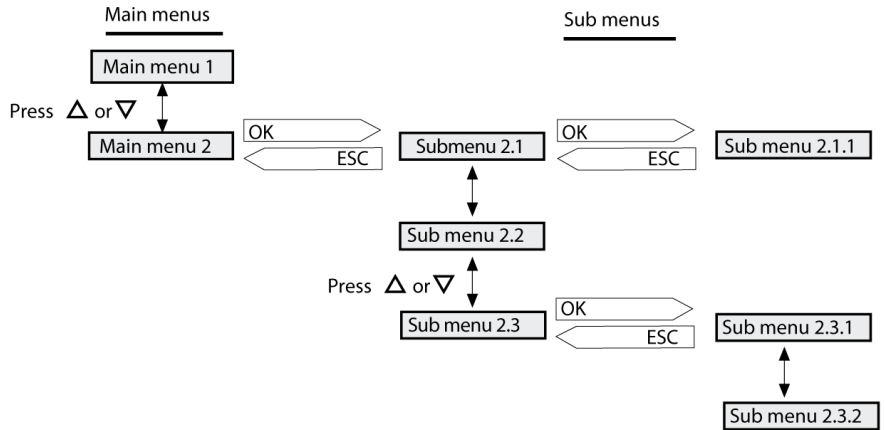 Main menus
Sub menus
Main menu 1
Press △ or ▽
Main menu 2
OK
ESC
Submenu 2.1
OK
ESC
Sub menu 2.1.1
Sub menu 2.2
Press △ or ▽
Sub menu 2.3
OK
ESC
Sub menu 2.3.1
Sub menu 2.3.2